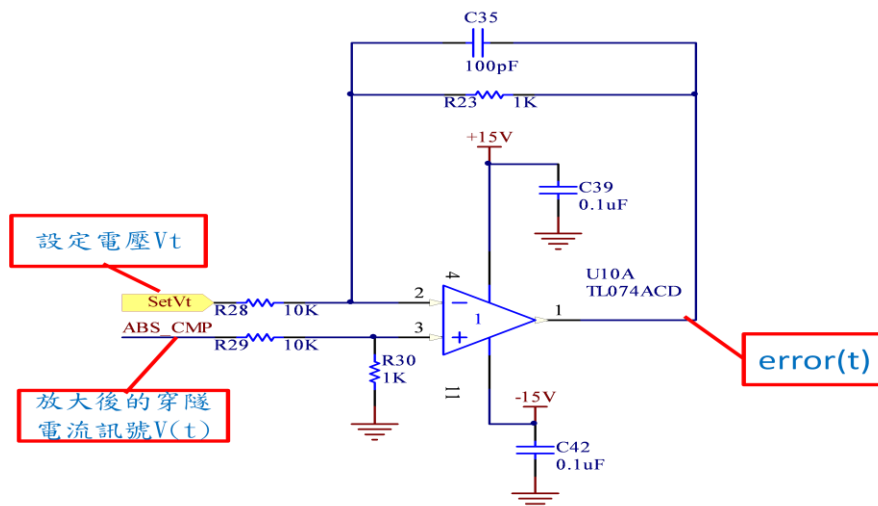 C35
100pF
R23
1K
+15V
C39
0.1uF
設定電壓Vt
4
U10A
TL074ACD
SetVt
R28
10K
2
1
1
ABS_CMP
R29
10K
3
R30
1K
error(t)
11
-15V
放大後的穿隧
電流訊號V(t)
C42
0.1uF